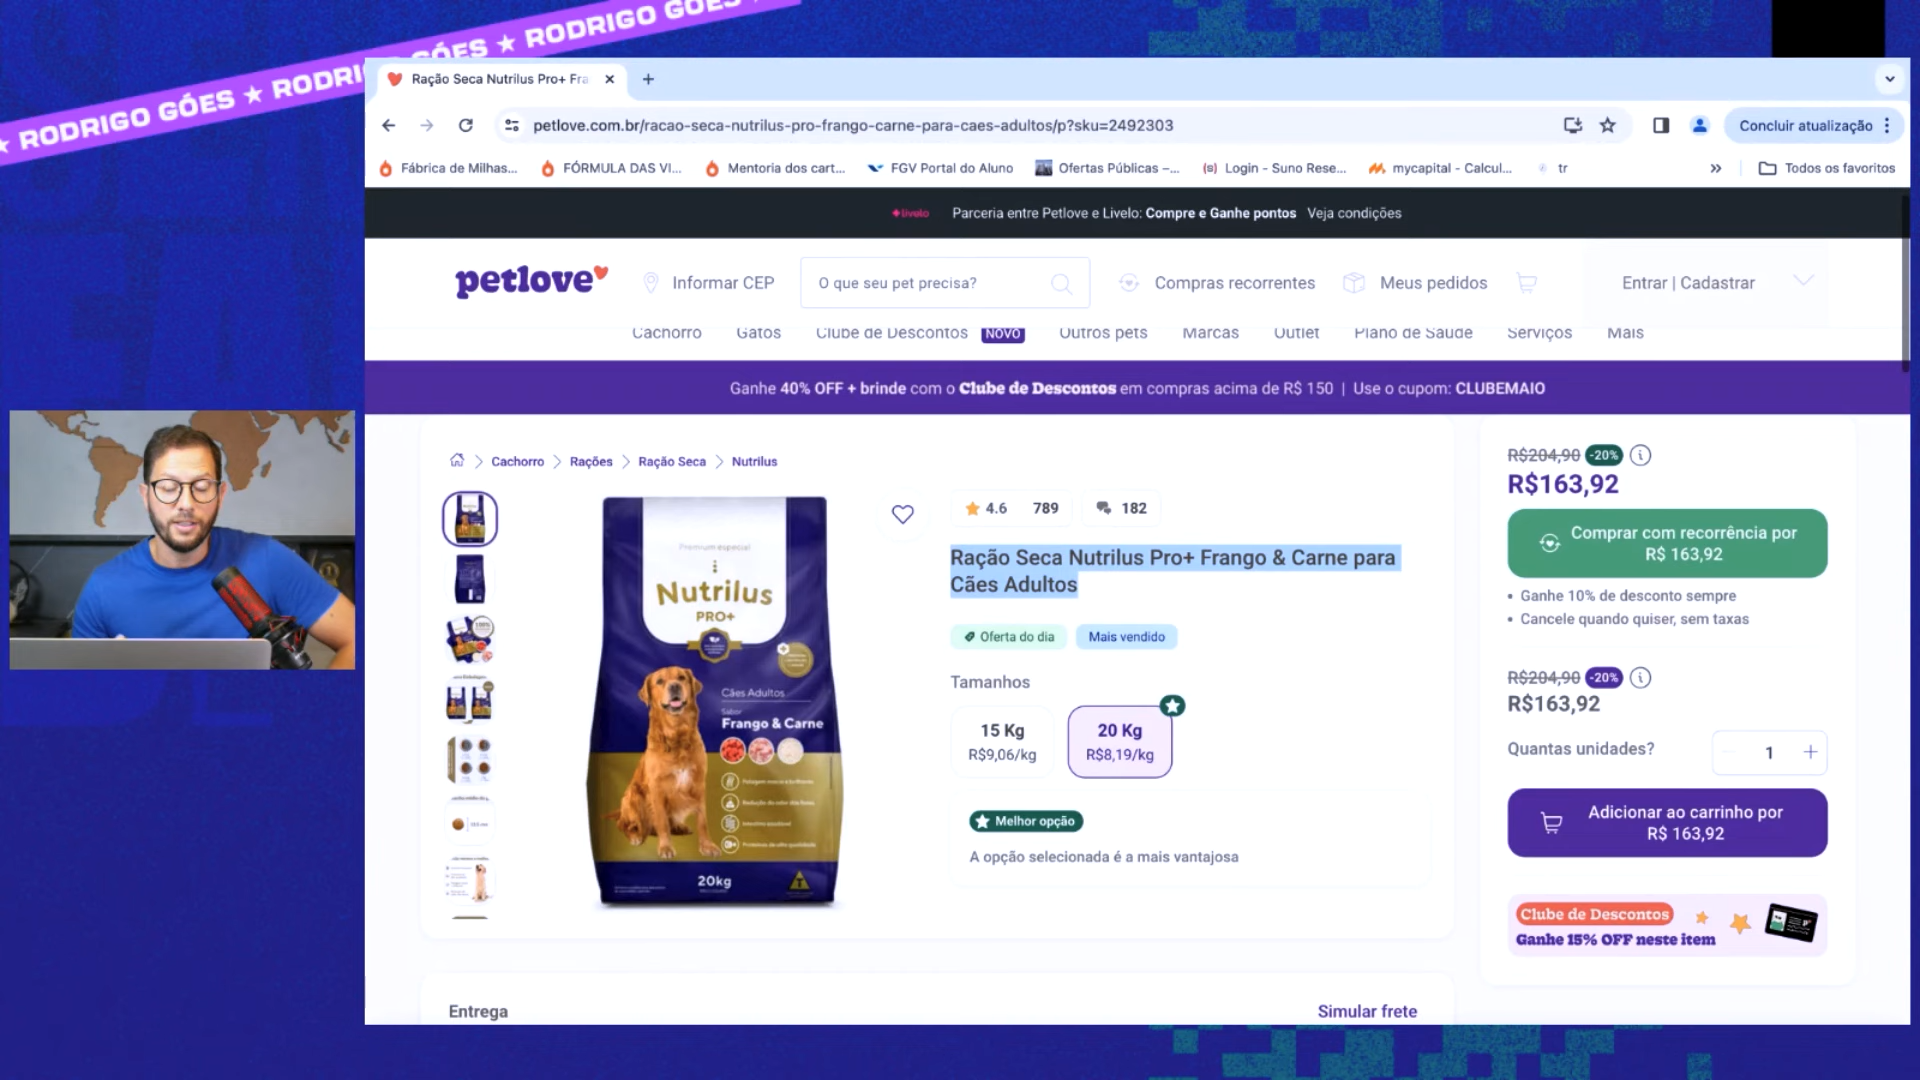 ★ RODRIGO GÓES ★ RODRIGO GÓES ★ RODRIGO GÓES ★
Ração Seca Nutrilus Pro+ Fra
petlove.com.br/racao-seca-nutrilus-pro-frango-carne-para-caes-adultos/p?sku=2492303
Concluir atualização
Fábrica de Milhas...
FÓRMULA DAS VI...
Mentoria dos cart...
FGV Portal do Aluno
Ofertas Públicas –...
Login - Suno Rese...
mycapital - Calcul...
tr
Todos os favoritos
livelo
Parceria entre Petlove e Livelo: Compre e Ganhe pontos Veja condições
petlove
Informar CEP
O que seu pet precisa?
Compras recorrentes
Meus pedidos
Entrar | Cadastrar
Cachorro
Gatos
Clube de Descontos NOVO
Outros pets
Marcas
Outlet
Plano de Saúde
Serviços
Mais
Ganhe 40% OFF + brinde com o Clube de Descontos em compras acima de R$ 150 | Use o cupom: CLUBEMAIO
Cachorro
Rações
Ração Seca
Nutrilus
Premium especial
Nutrilus
PRO+
Cães Adultos
Sabor
Frango & Carne
20kg
4.6 789
182
Ração Seca Nutrilus Pro+ Frango & Carne para
Cães Adultos
Oferta do dia
Mais vendido
Tamanhos
15 Kg
R$9,06/kg
20 Kg
R$8,19/kg
Melhor opção
A opção selecionada é a mais vantajosa
R$204,90 -20%
R$163,92
Comprar com recorrência por
R$ 163,92
• Ganhe 10% de desconto sempre
• Cancele quando quiser, sem taxas
R$204,90 -20%
R$163,92
Quantas unidades?
1
Adicionar ao carrinho por
R$ 163,92
Clube de Descontos
Ganhe 15% OFF neste item
Entrega
Simular frete